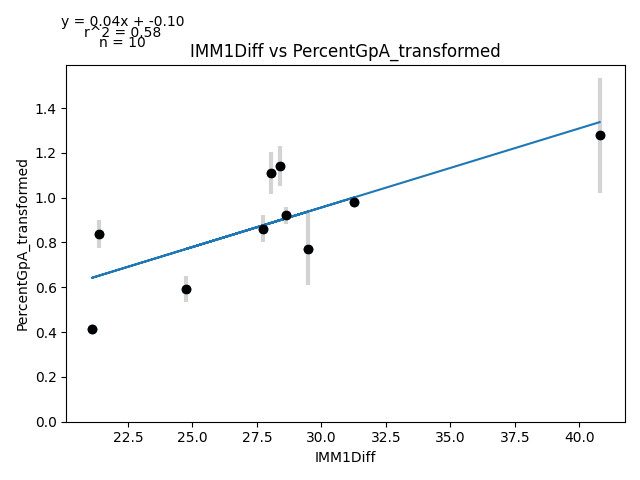 y = 0.04x + -0.10
r^2 = 0.58
n = 10
IMM1Diff vs PercentGpA_transformed
PercentGpA_transformed
1.4
1.2
1.0
0.8
0.6
0.4
0.2
0.0
22.5 25.0 27.5 30.0 32.5 35.0 37.5 40.0
IMM1Diff